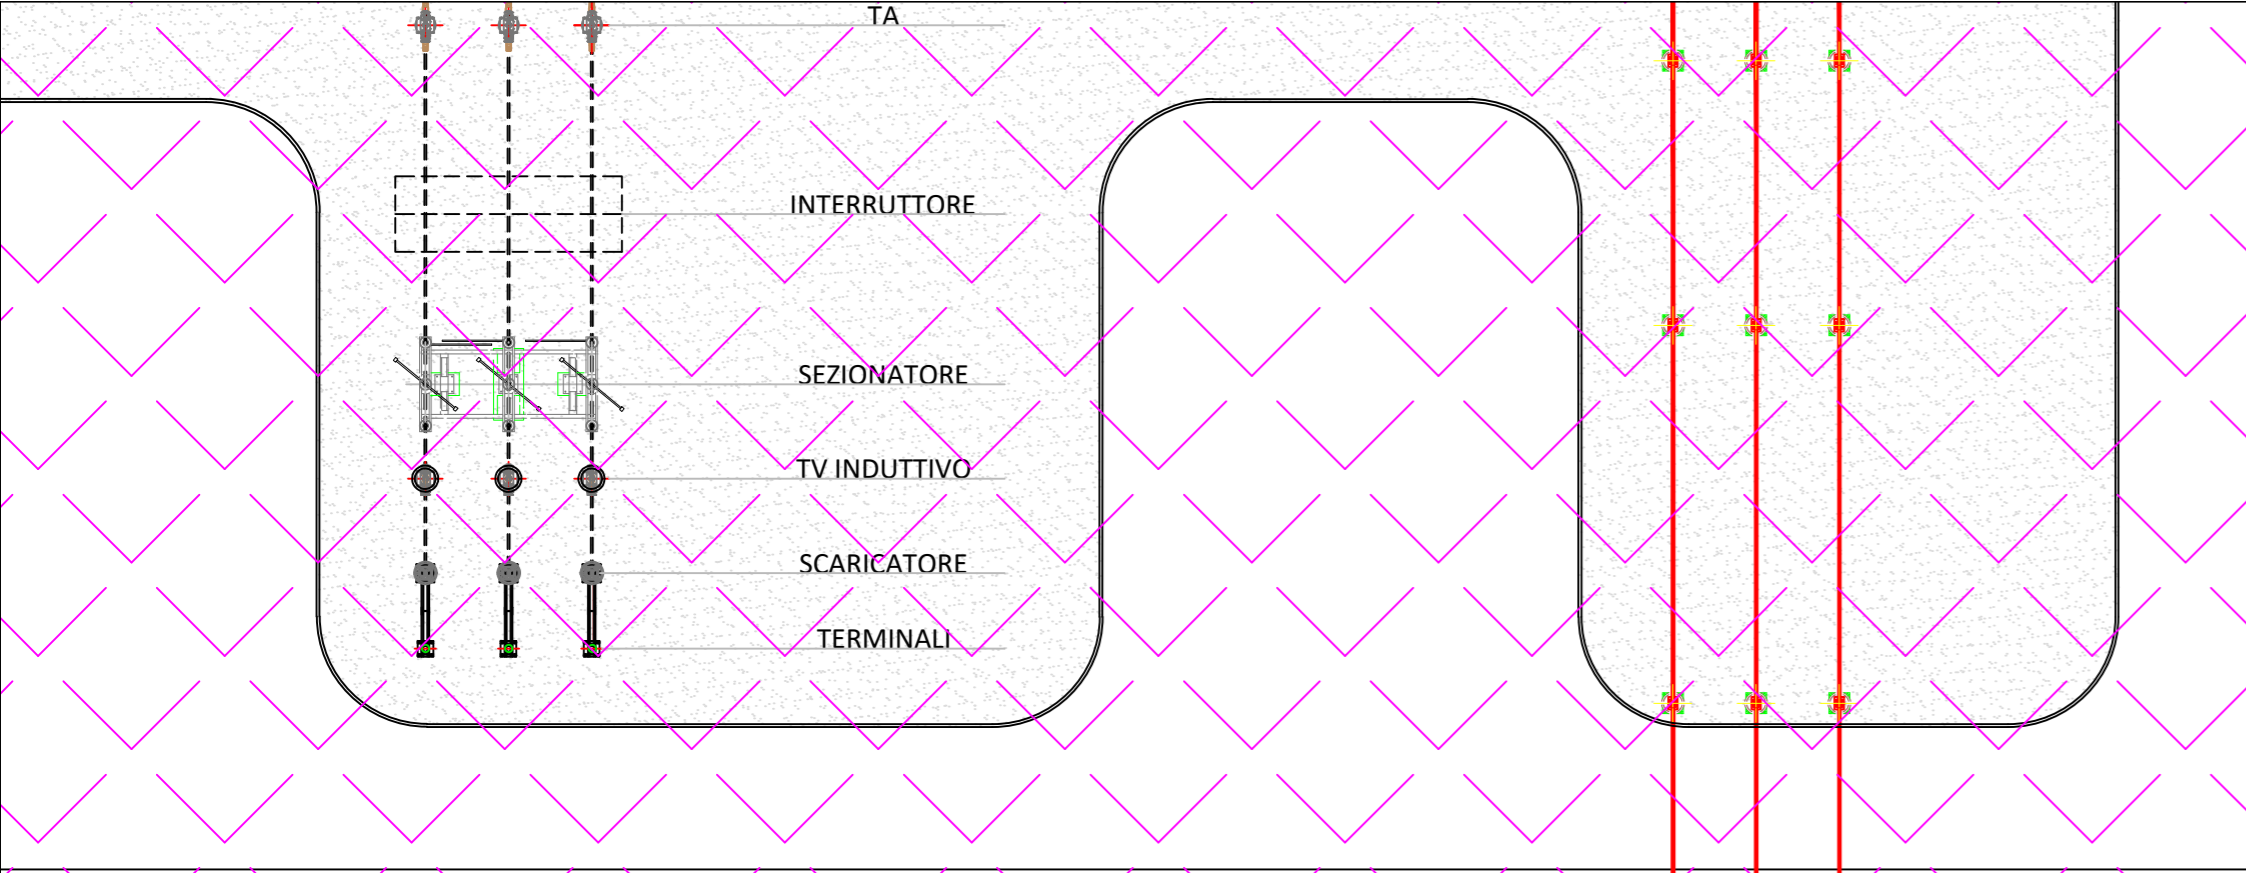 TA
INTERRUTTORE
SEZIONATORE
TV INDUTTIVO
SCARICATORE
TERMINALI